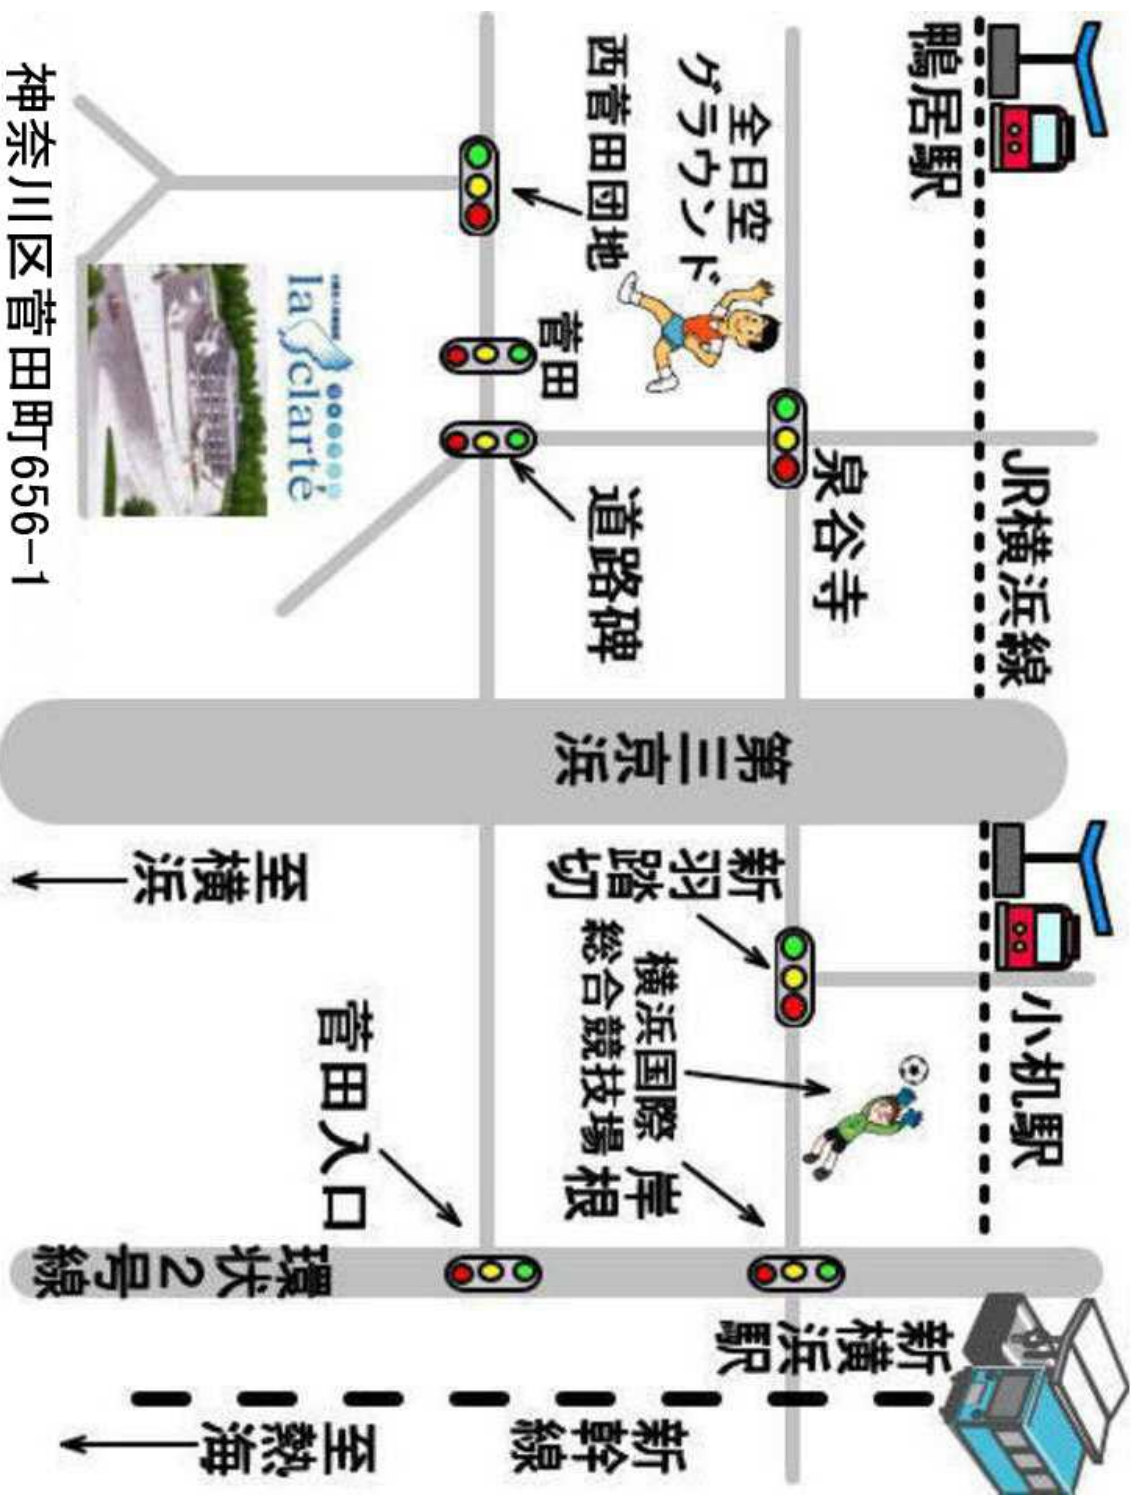 鴨居駅
JR横浜線
小机駅
新横浜駅
泉谷寺
全日空
グラウンド
第三京浜
新羽踏切
横浜国際
総合競技場
岸根
新幹線
西菅田団地
菅田
道路碑
菅田入口
至横浜
環状2号線
至熱海
la clarté
神奈川区菅田町656-1